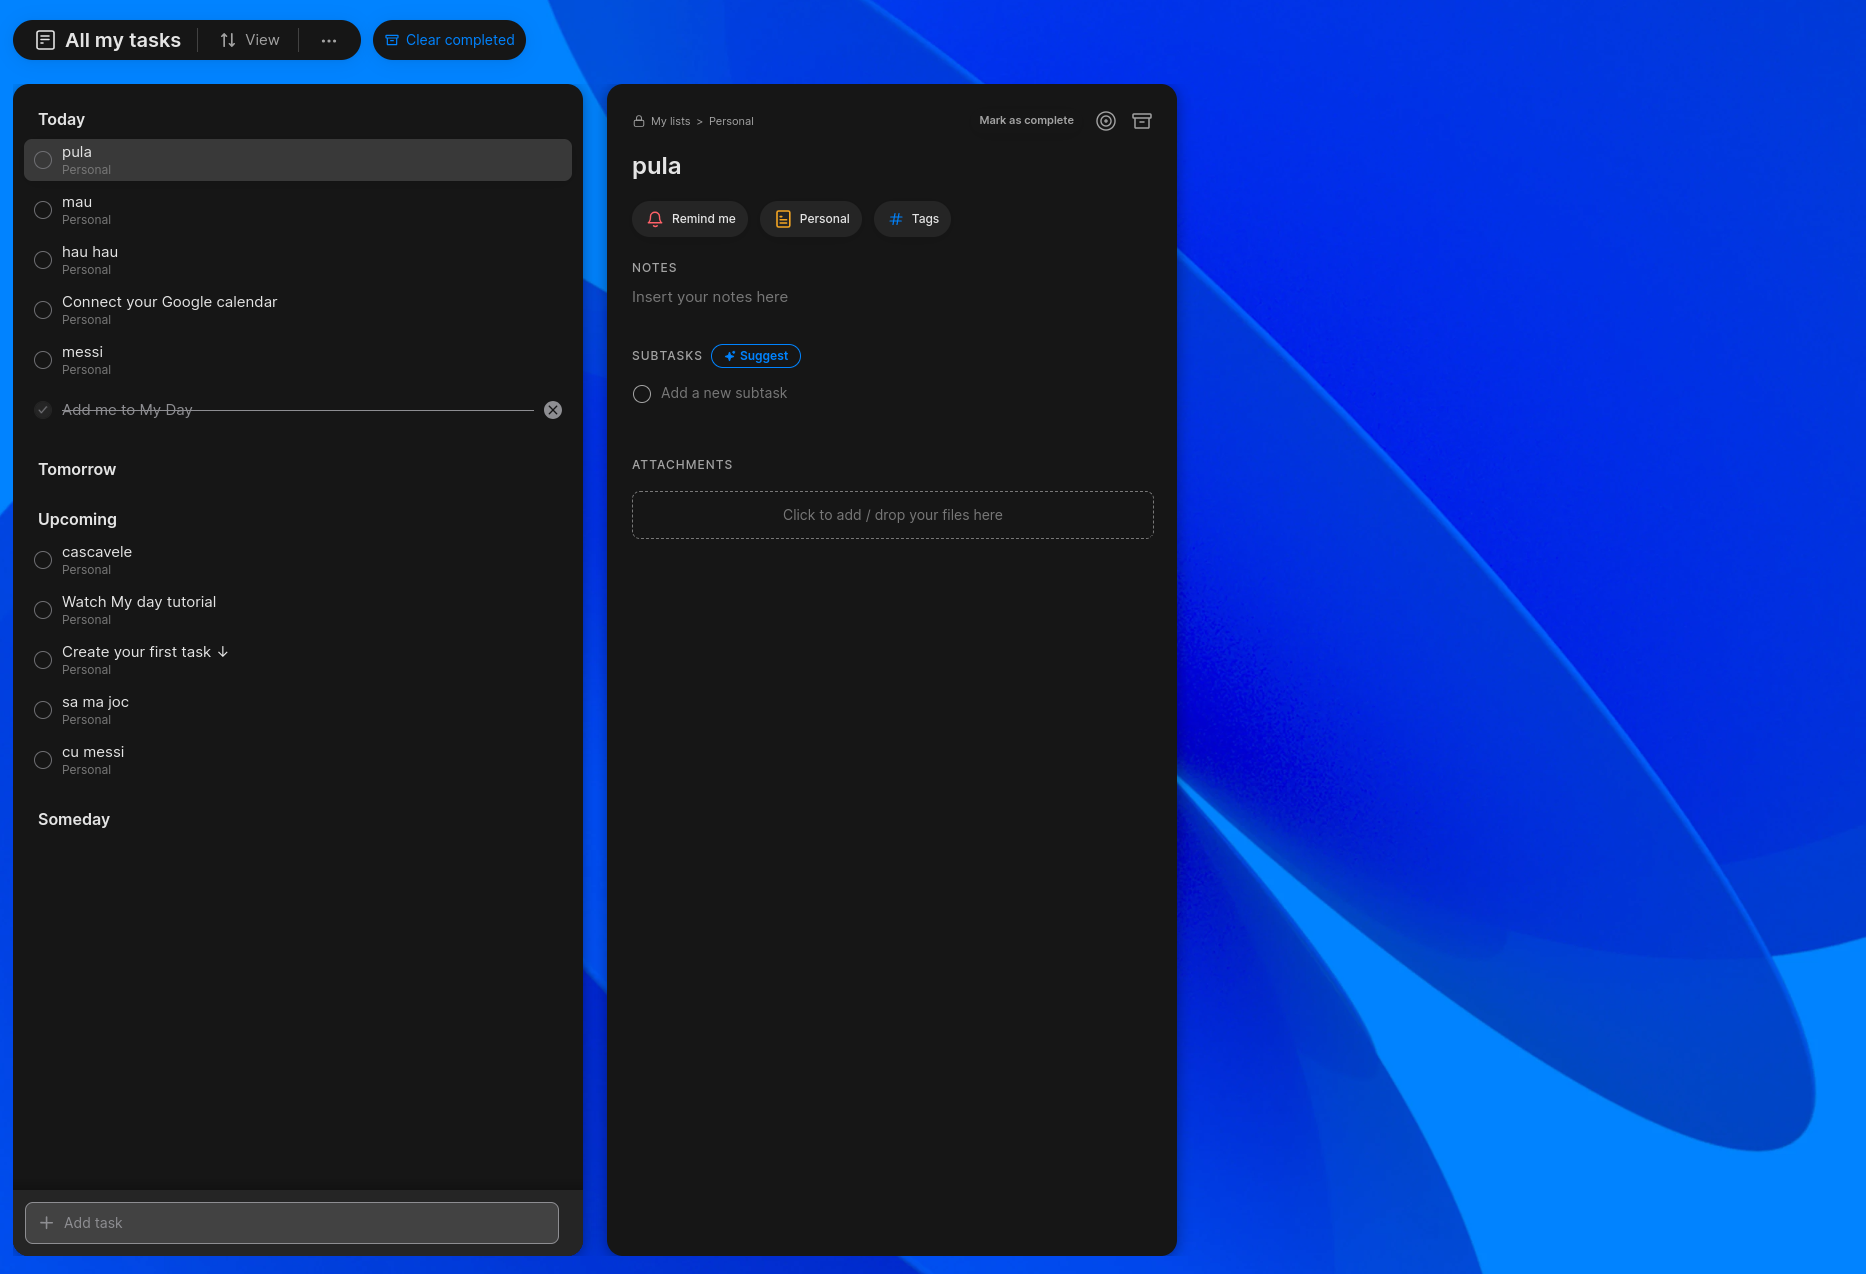 All my tasks
View
Clear completed
Today
pula
Personal
mau
Personal
hau hau
Personal
Connect your Google calendar
Personal
messi
Personal
Add me to My Day
Tomorrow
Upcoming
cascavele
Personal
Watch My day tutorial
Personal
Create your first task ↓
Personal
sa ma joc
Personal
cu messi
Personal
Someday
Add task
My lists > Personal
Mark as complete
pula
Remind me
Personal
Tags
NOTES
Insert your notes here
SUBTASKS
Suggest
Add a new subtask
ATTACHMENTS
Click to add / drop your files here